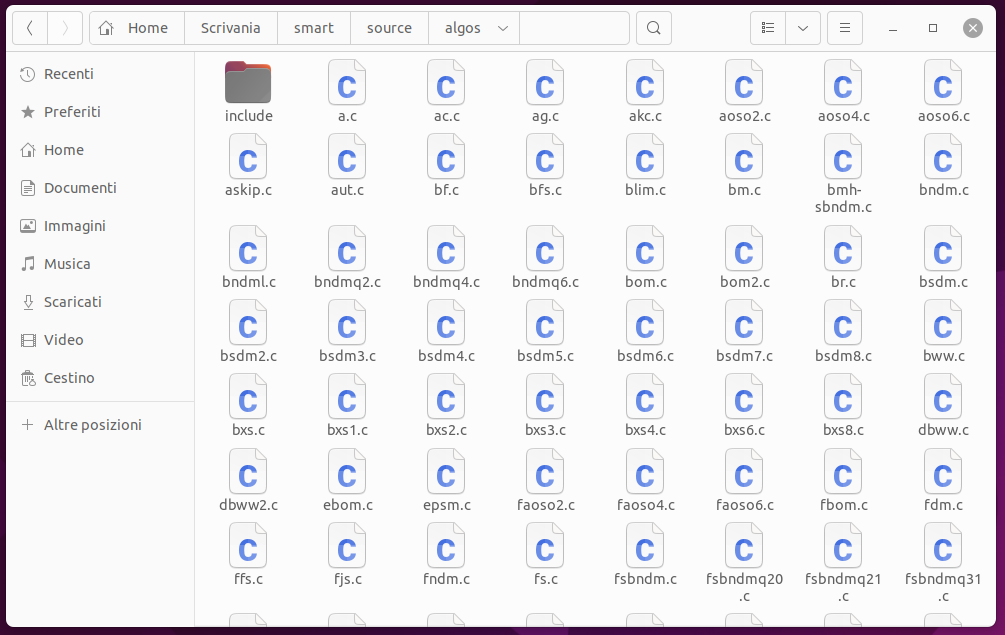 Home Scrivania smart source algos
Recenti
Preferiti
Home
Documenti
Immagini
Musica
Scaricati
Video
Cestino
Altre posizioni
include a.c ac.c ag.c akc.c aoso2.c aoso4.c aoso6.c
askip.c aut.c bf.c bfs.c blim.c bm.c bmh-sbndm.c bndm.c
bndml.c bndmq2.c bndmq4.c bndmq6.c bom.c bom2.c br.c bsdm.c
bsdm2.c bsdm3.c bsdm4.c bsdm5.c bsdm6.c bsdm7.c bsdm8.c bww.c
bxs.c bxs1.c bxs2.c bxs3.c bxs4.c bxs6.c bxs8.c dbww.c
dbww2.c ebom.c epsm.c faoso2.c faoso4.c faoso6.c fbom.c fdm.c
ffs.c fjs.c fndm.c fs.c fsbndm.c fsbndmq20.c fsbndmq21.c fsbndmq31.c